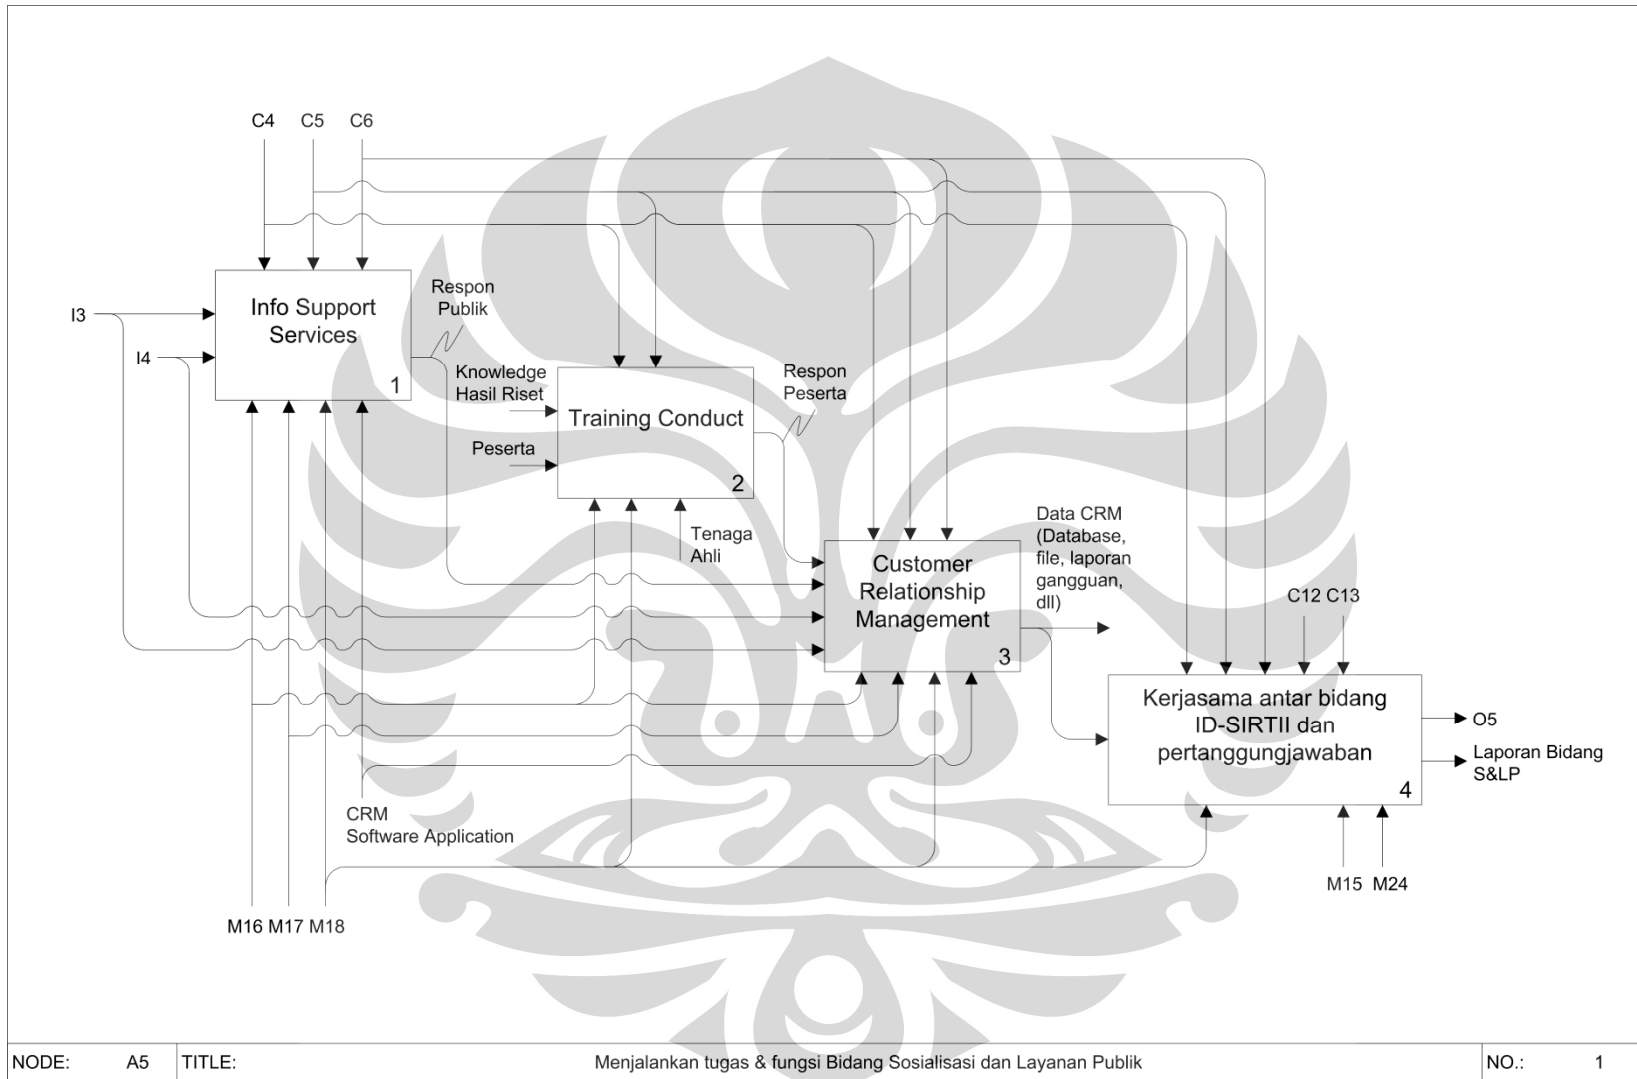 C4 C5 C6
I3
I4
Info Support
Services
1
Respon
Publik
Knowledge
Hasil Riset
Peserta
Training Conduct
2
Respon
Peserta
Tenaga
Ahli
Customer
Relationship
Management
3
Data CRM
(Database,
file, laporan
gangguan,
dll)
C12 C13
Kerjasama antar bidang
ID-SIRTII dan
pertanggungjawaban
4
O5
Laporan Bidang
S&LP
CRM
Software Application
M15 M24
M16 M17 M18
NODE: A5 TITLE: Menjalankan tugas & fungsi Bidang Sosialisasi dan Layanan Publik NO.: 1